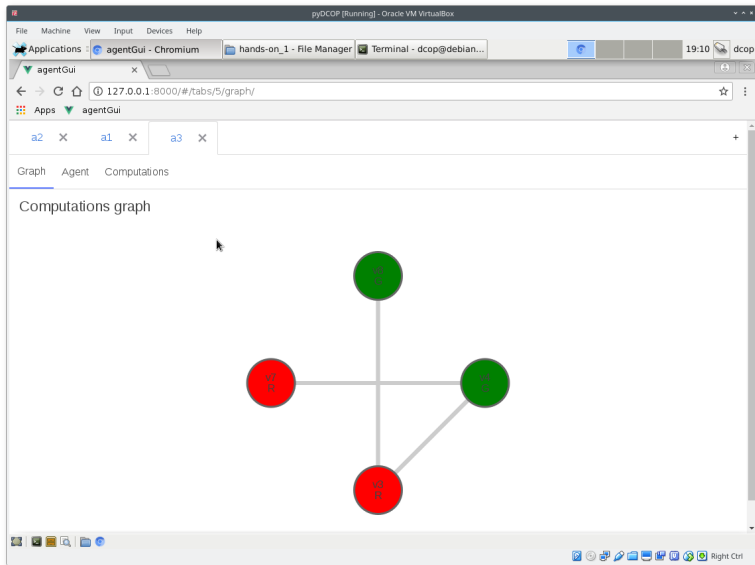 pyDCOP [Running] - Oracle VM VirtualBox
File Machine View Input Devices Help
Applications agentGui - Chromium hands-on_1 - File Manager Terminal - dcop@debian... 19:10 dcop
agentGui
127.0.0.1:8000/#/tabs/5/graph/
Apps agentGui
a2 a1 a3 +
Graph Agent Computations
Computations graph
Right Ctrl